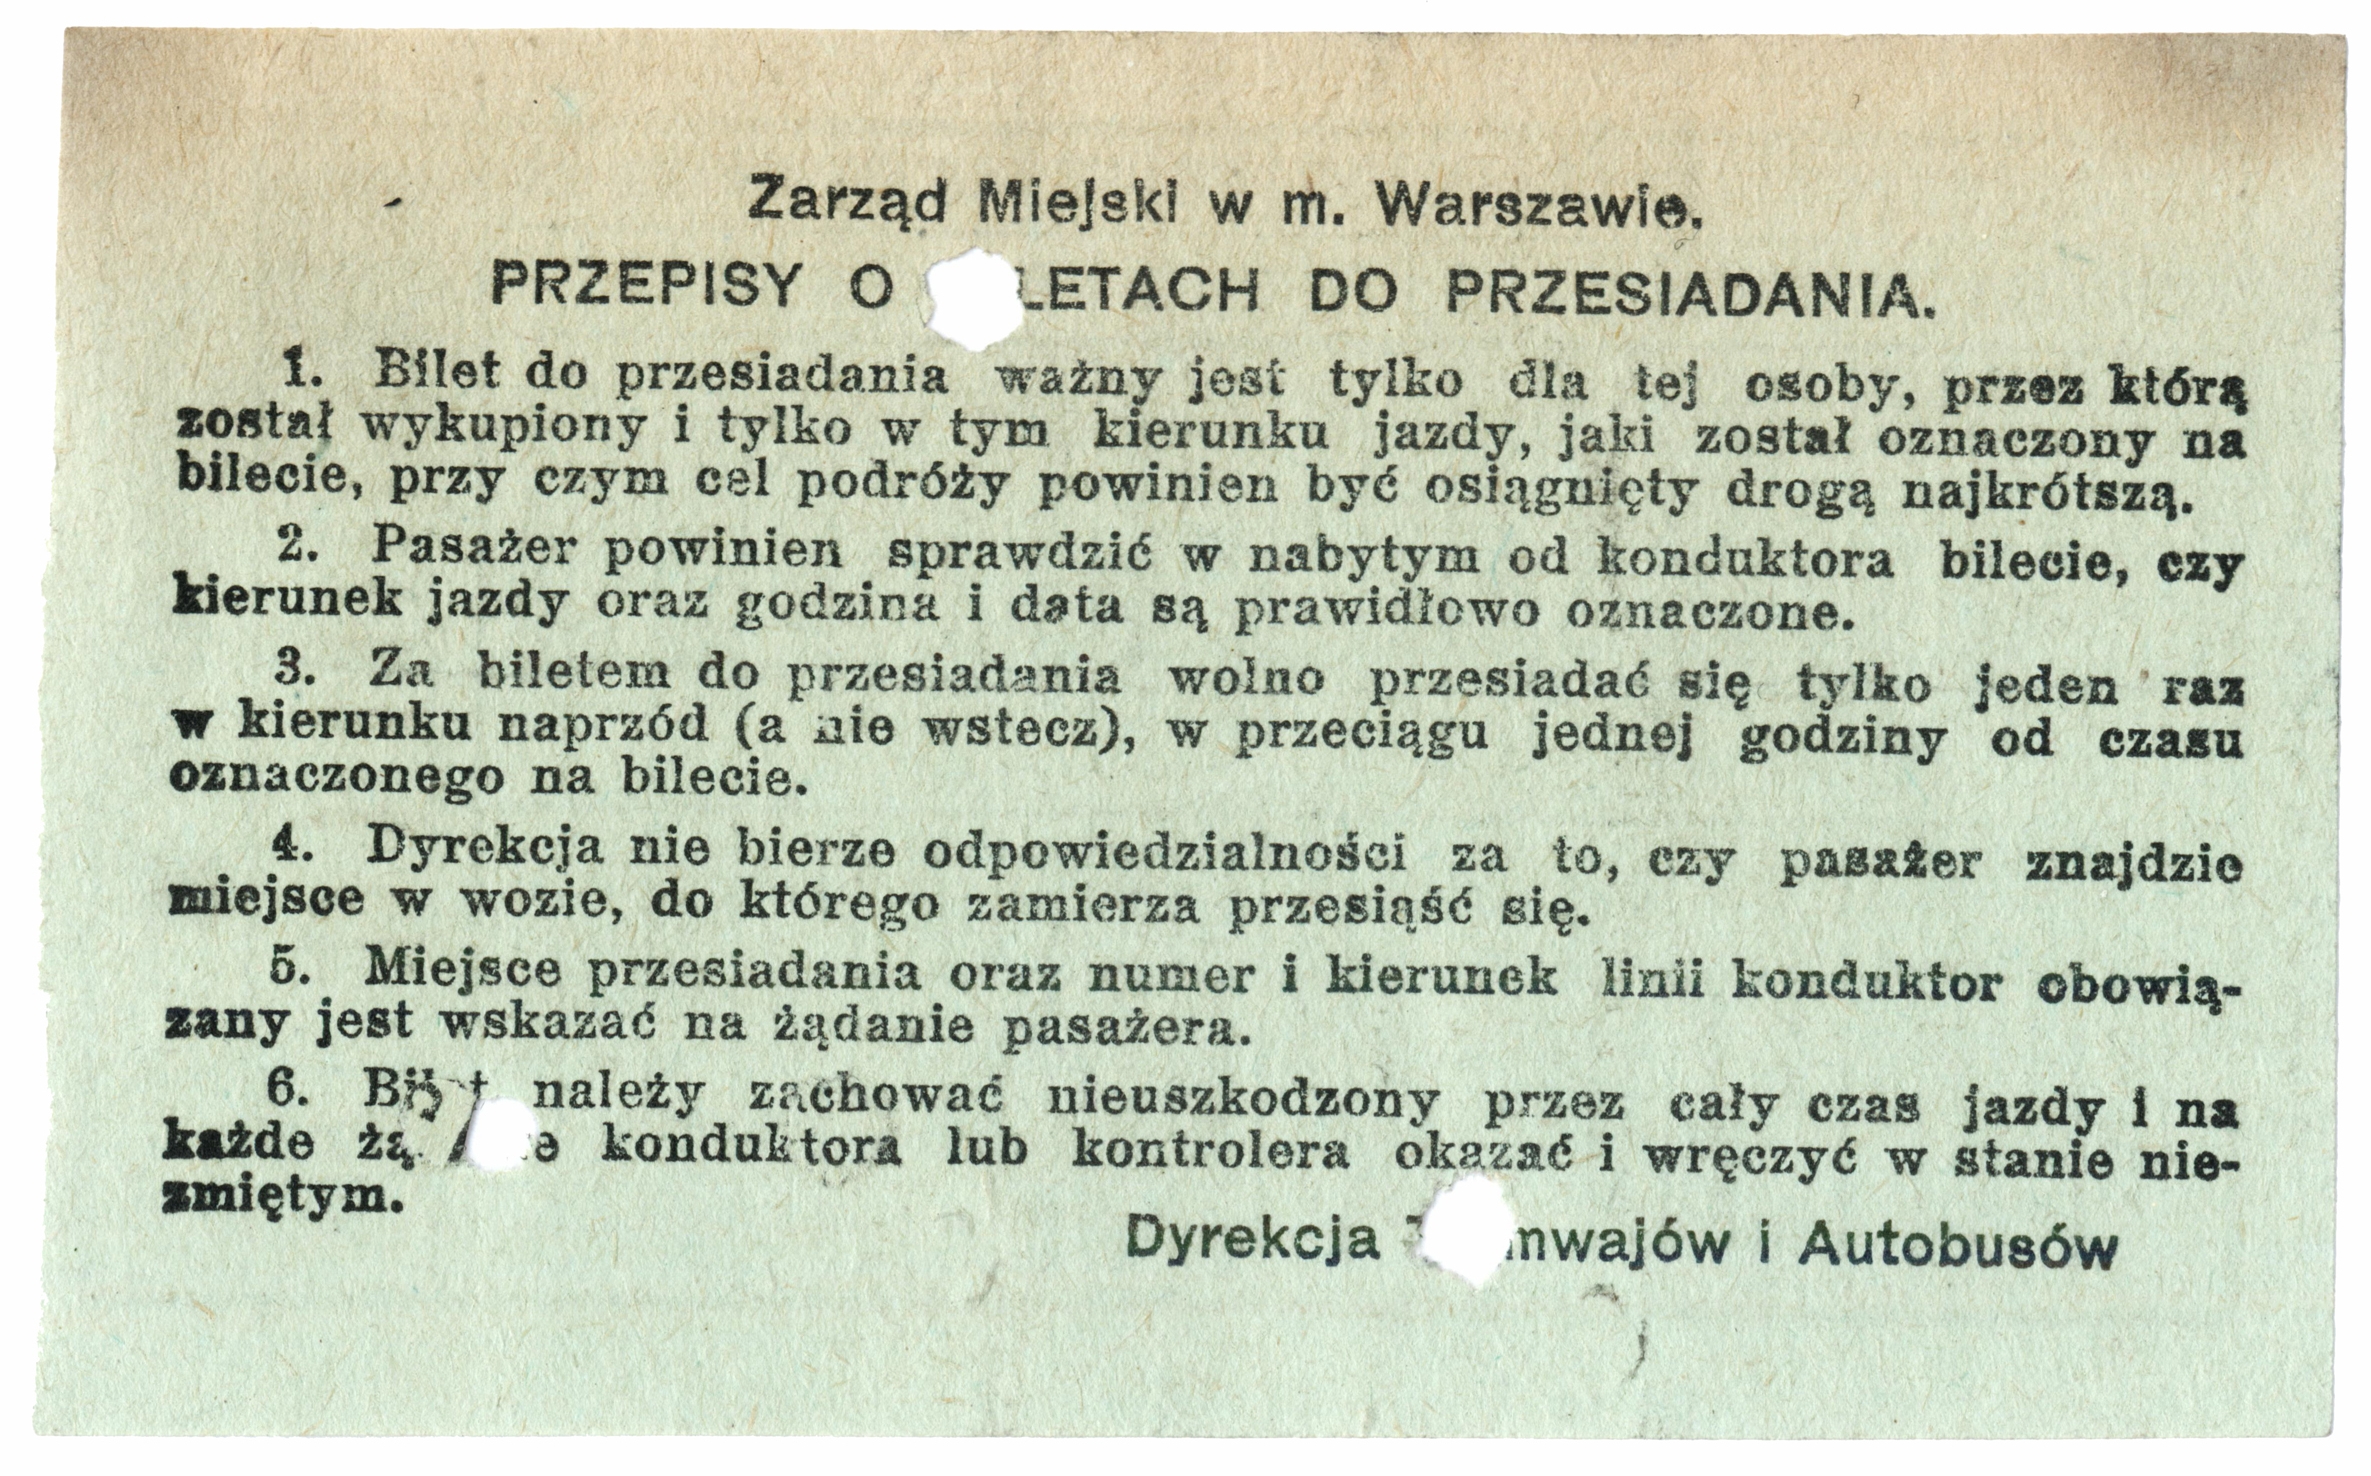 Zarząd Miejski w m. Warszawie.
PRZEPISY O LETACH DO PRZESIADANIA.
1. Bilet do przesiadania ważny jest tylko dla tej osoby, przez którą
został wykupiony i tylko w tym kierunku jazdy, jaki został oznaczony na
bilecie, przy czym cel podróży powinien być osiągnięty drogą najkrótszą.
2. Pasażer powinien sprawdzić w nabytym od konduktora bilecie, czy
kierunek jazdy oraz godzina i data są prawidłowo oznaczone.
3. Za biletem do przesiadania wolno przesiadać się tylko jeden raz
w kierunku naprzód (a nie wstecz), w przeciągu jednej godziny od czasu
oznaczonego na bilecie.
4. Dyrekcja nie bierze odpowiedzialności za to, czy pasażer znajdzie
miejsce w wozie, do którego zamierza przesiąść się.
5. Miejsce przesiadania oraz numer i kierunek linii konduktor obowią-
zany jest wskazać na żądanie pasażera.
6. Bilet należy zachować nieuszkodzony przez cały czas jazdy i na
każde żą e konduktora lub kontrolera okazać i wręczyć w stanie nie-
zmiętym.
Dyrekcja mwajów i Autobusów